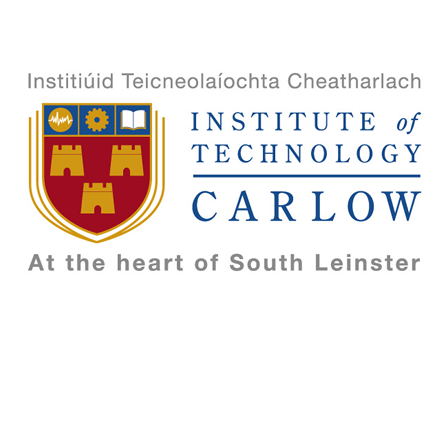 Institiúid Teicneolaíochta Cheatharlach
INSTITUTE of
TECHNOLOGY
CARLOW
At the heart of South Leinster